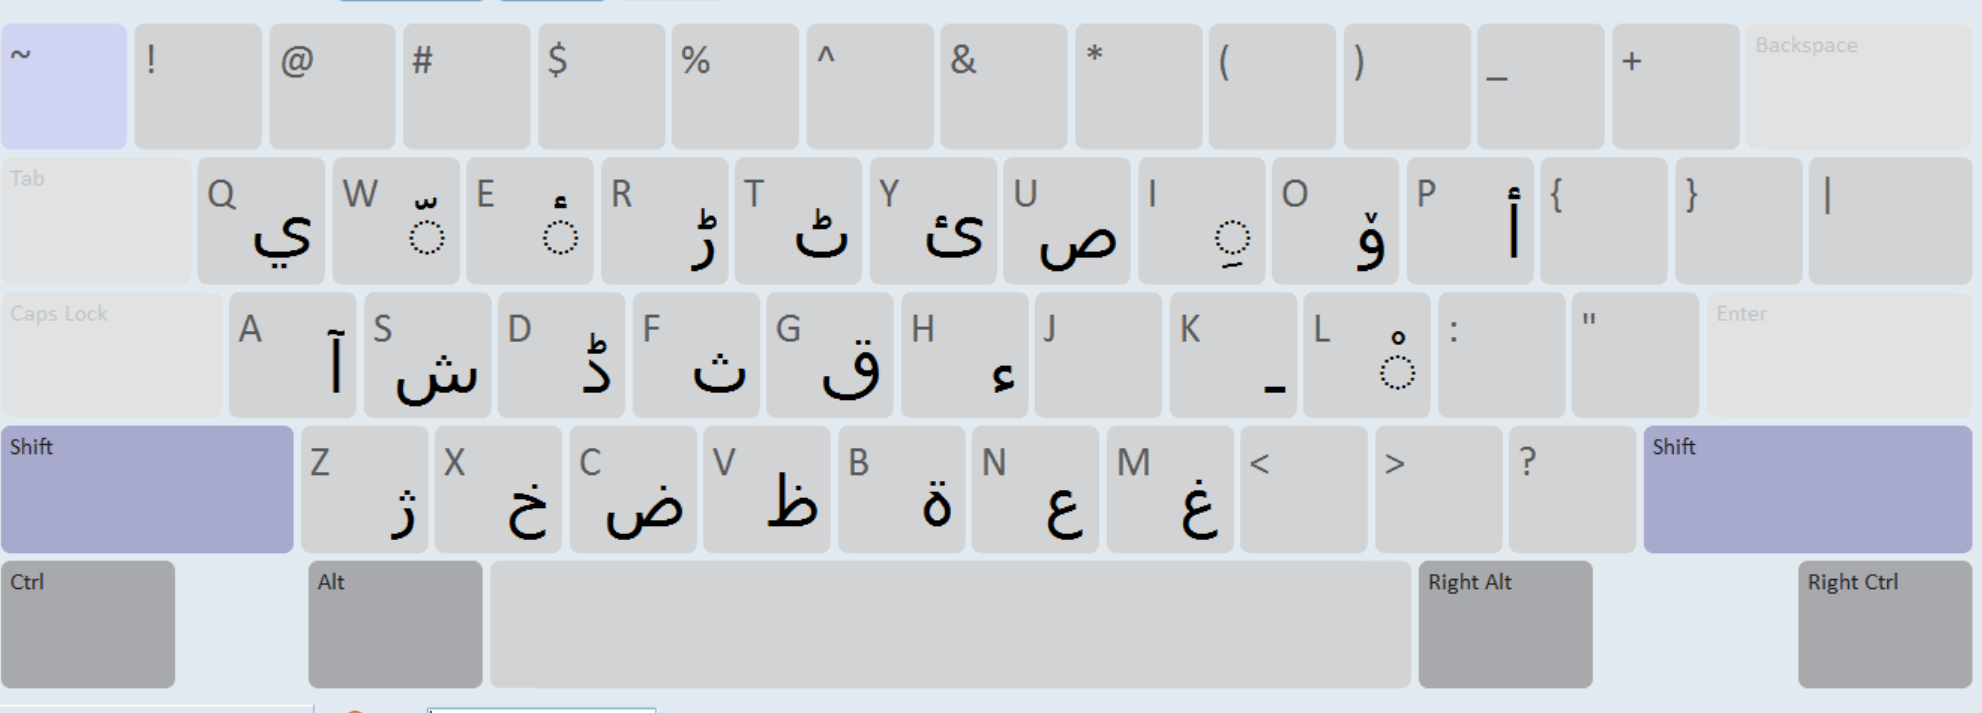 ~ ! @ # $ % ^ & * ( ) _ + Backspace
Tab Q ي W ّ E ٔ R ڑ T ٹ Y ئ U ص I ِ O ۆ P أ { } |
Caps Lock A آ S ش D ڈ F ث G ق H ء J K ـ L ْ : " Enter
Shift Z ژ X خ C ض V ظ B ة N ع M غ < > ? Shift
Ctrl Alt Right Alt Right Ctrl